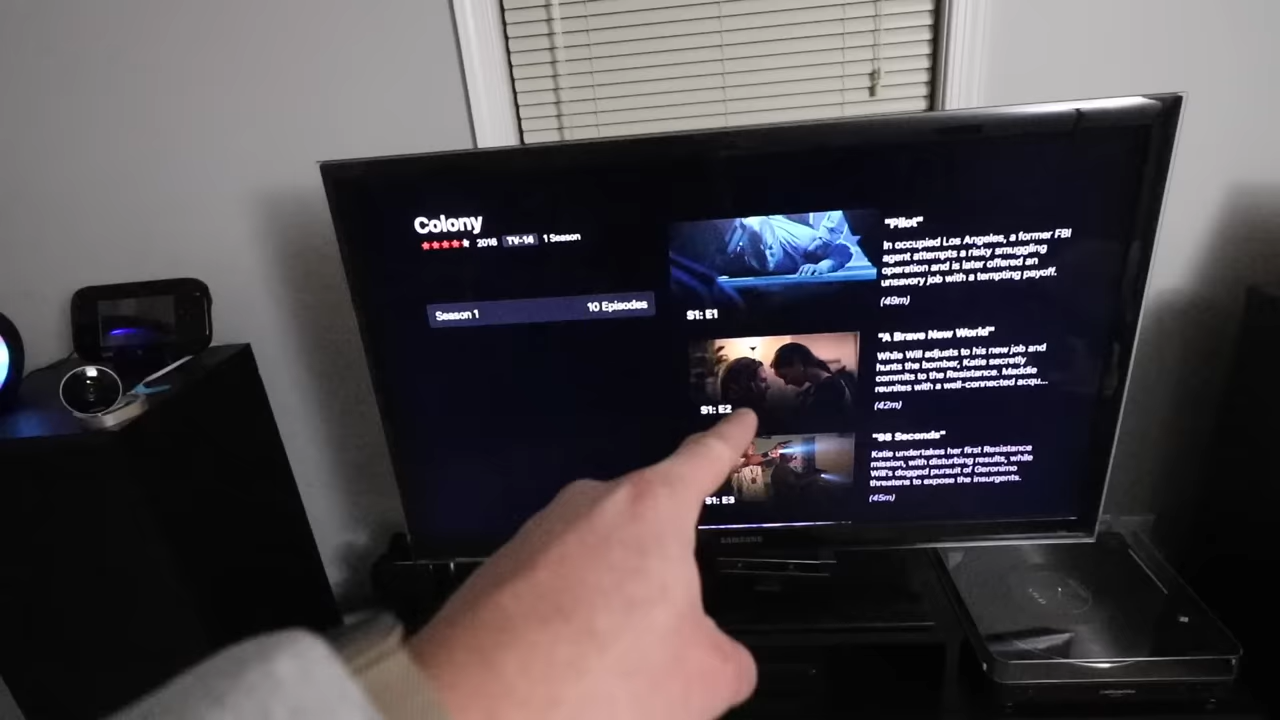 Colony
2016 TV-14 1 Season
Season 1
10 Episodes
S1: E1
"Pilot"
In occupied Los Angeles, a former FBI
agent attempts a risky smuggling
operation and is later offered an
unsavory job with a tempting payoff.
(49m)
S1: E2
"A Brave New World"
While Will adjusts to his new job and
hunts the bomber, Katie secretly
commits to the Resistance. Maddie
reunites with a well-connected acqu...
(42m)
S1: E3
"98 Seconds"
Katie undertakes her first Resistance
mission, with disturbing results, while
Will's dogged pursuit of Geronimo
threatens to expose the insurgents.
(45m)
SAMSUNG